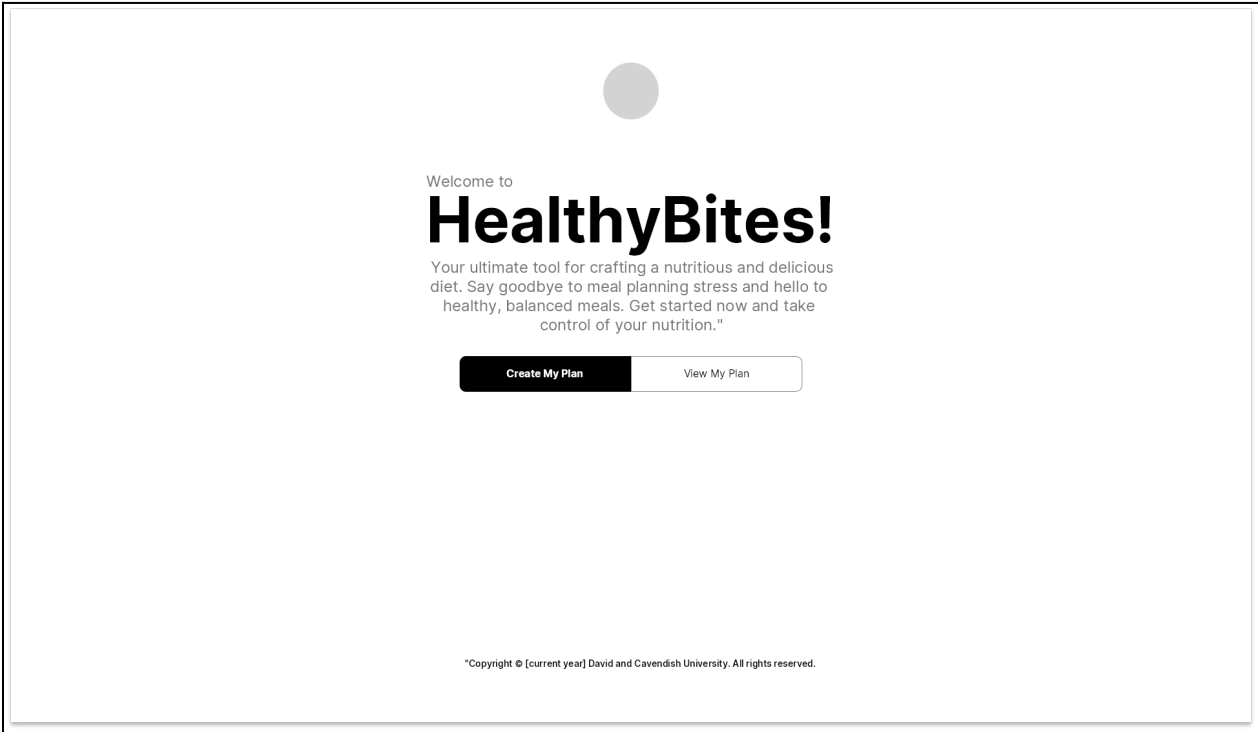 Welcome to
HealthyBites!
Your ultimate tool for crafting a nutritious and delicious
diet. Say goodbye to meal planning stress and hello to
healthy, balanced meals. Get started now and take
control of your nutrition."
Create My Plan
View My Plan
"Copyright © [current year] David and Cavendish University. All rights reserved.